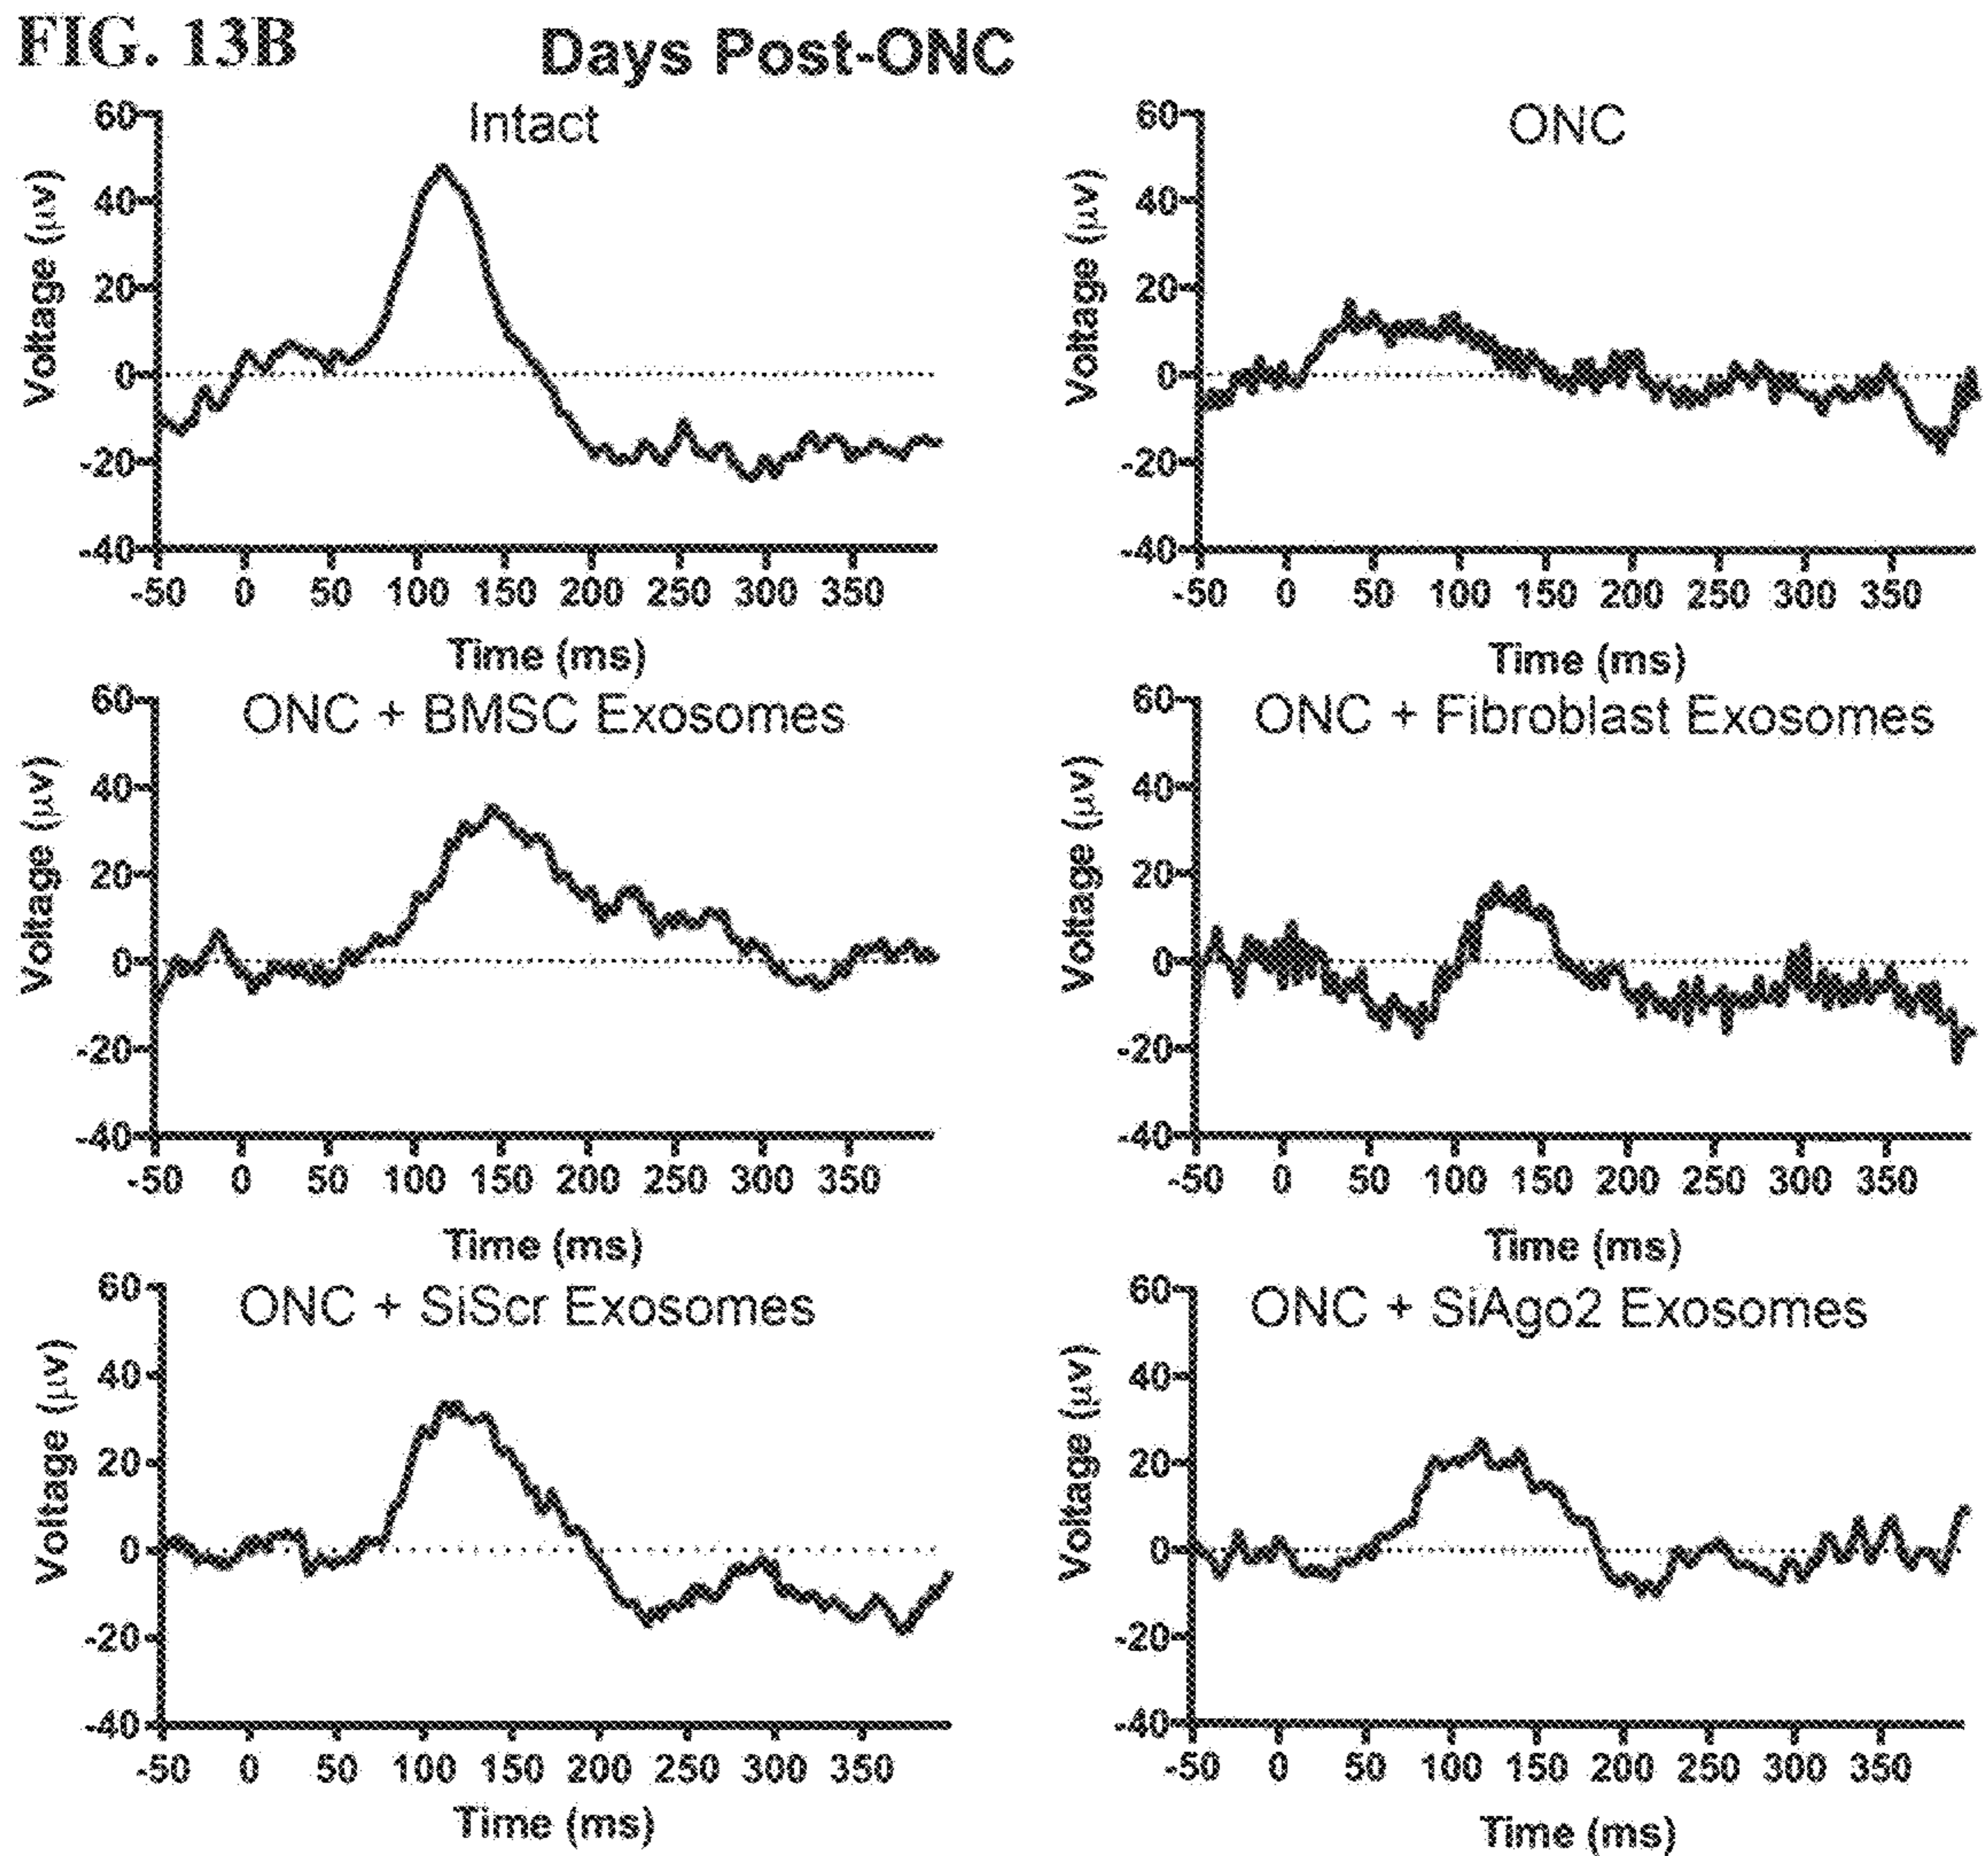 FIG. 13B
Days Post-ONC
Intact
Voltage (µv)
60
40
20
0
-20
-40
-50 0 50 100 150 200 250 300 350
Time (ms)
ONC
Voltage (µv)
60
40
20
0
-20
-40
-50 0 50 100 150 200 250 300 350
Time (ms)
ONC + BMSC Exosomes
Voltage (µv)
60
40
20
0
-20
-40
-50 0 50 100 150 200 250 300 350
Time (ms)
ONC + Fibroblast Exosomes
Voltage (µv)
60
40
20
0
-20
-40
-50 0 50 100 150 200 250 300 350
Time (ms)
ONC + SiScr Exosomes
Voltage (µv)
60
40
20
0
-20
-40
-50 0 50 100 150 200 250 300 350
Time (ms)
ONC + SiAgo2 Exosomes
Voltage (µv)
60
40
20
0
-20
-40
-50 0 50 100 150 200 250 300 350
Time (ms)